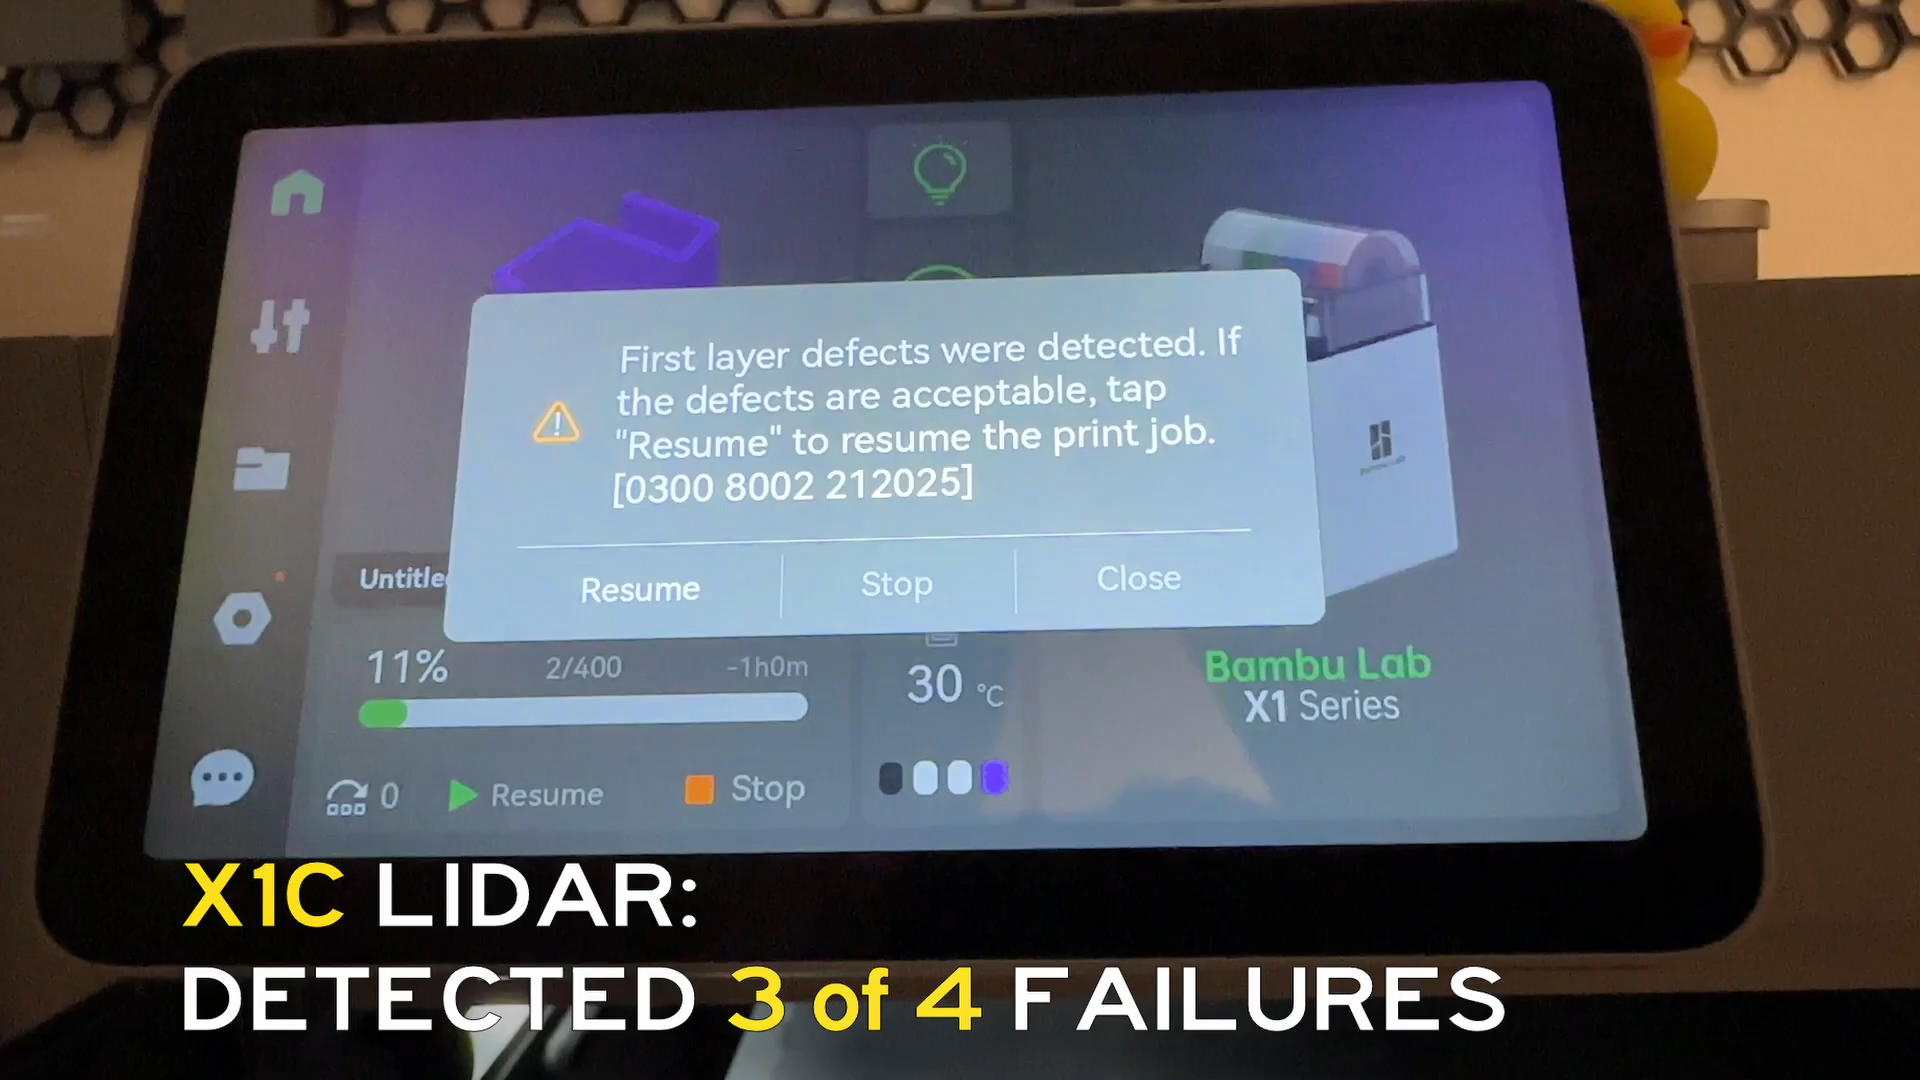 First layer defects were detected. If
the defects are acceptable, tap
"Resume" to resume the print job.
[0300 8002 212025]
Resume Stop Close
Untitle
11% 2/400 -1h0m
30 °C
Bambu Lab
X1 Series
0 Resume Stop
X1C LIDAR:
DETECTED 3 of 4 FAILURES